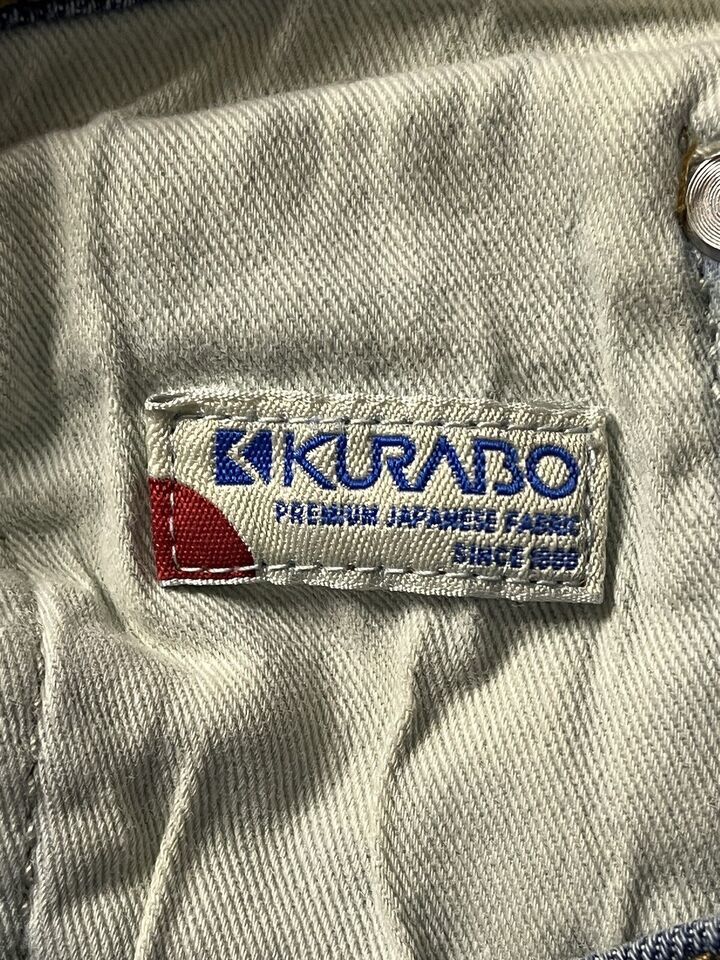 KURABO
PREMIUM JAPANESE FABRIC
SINCE 1888